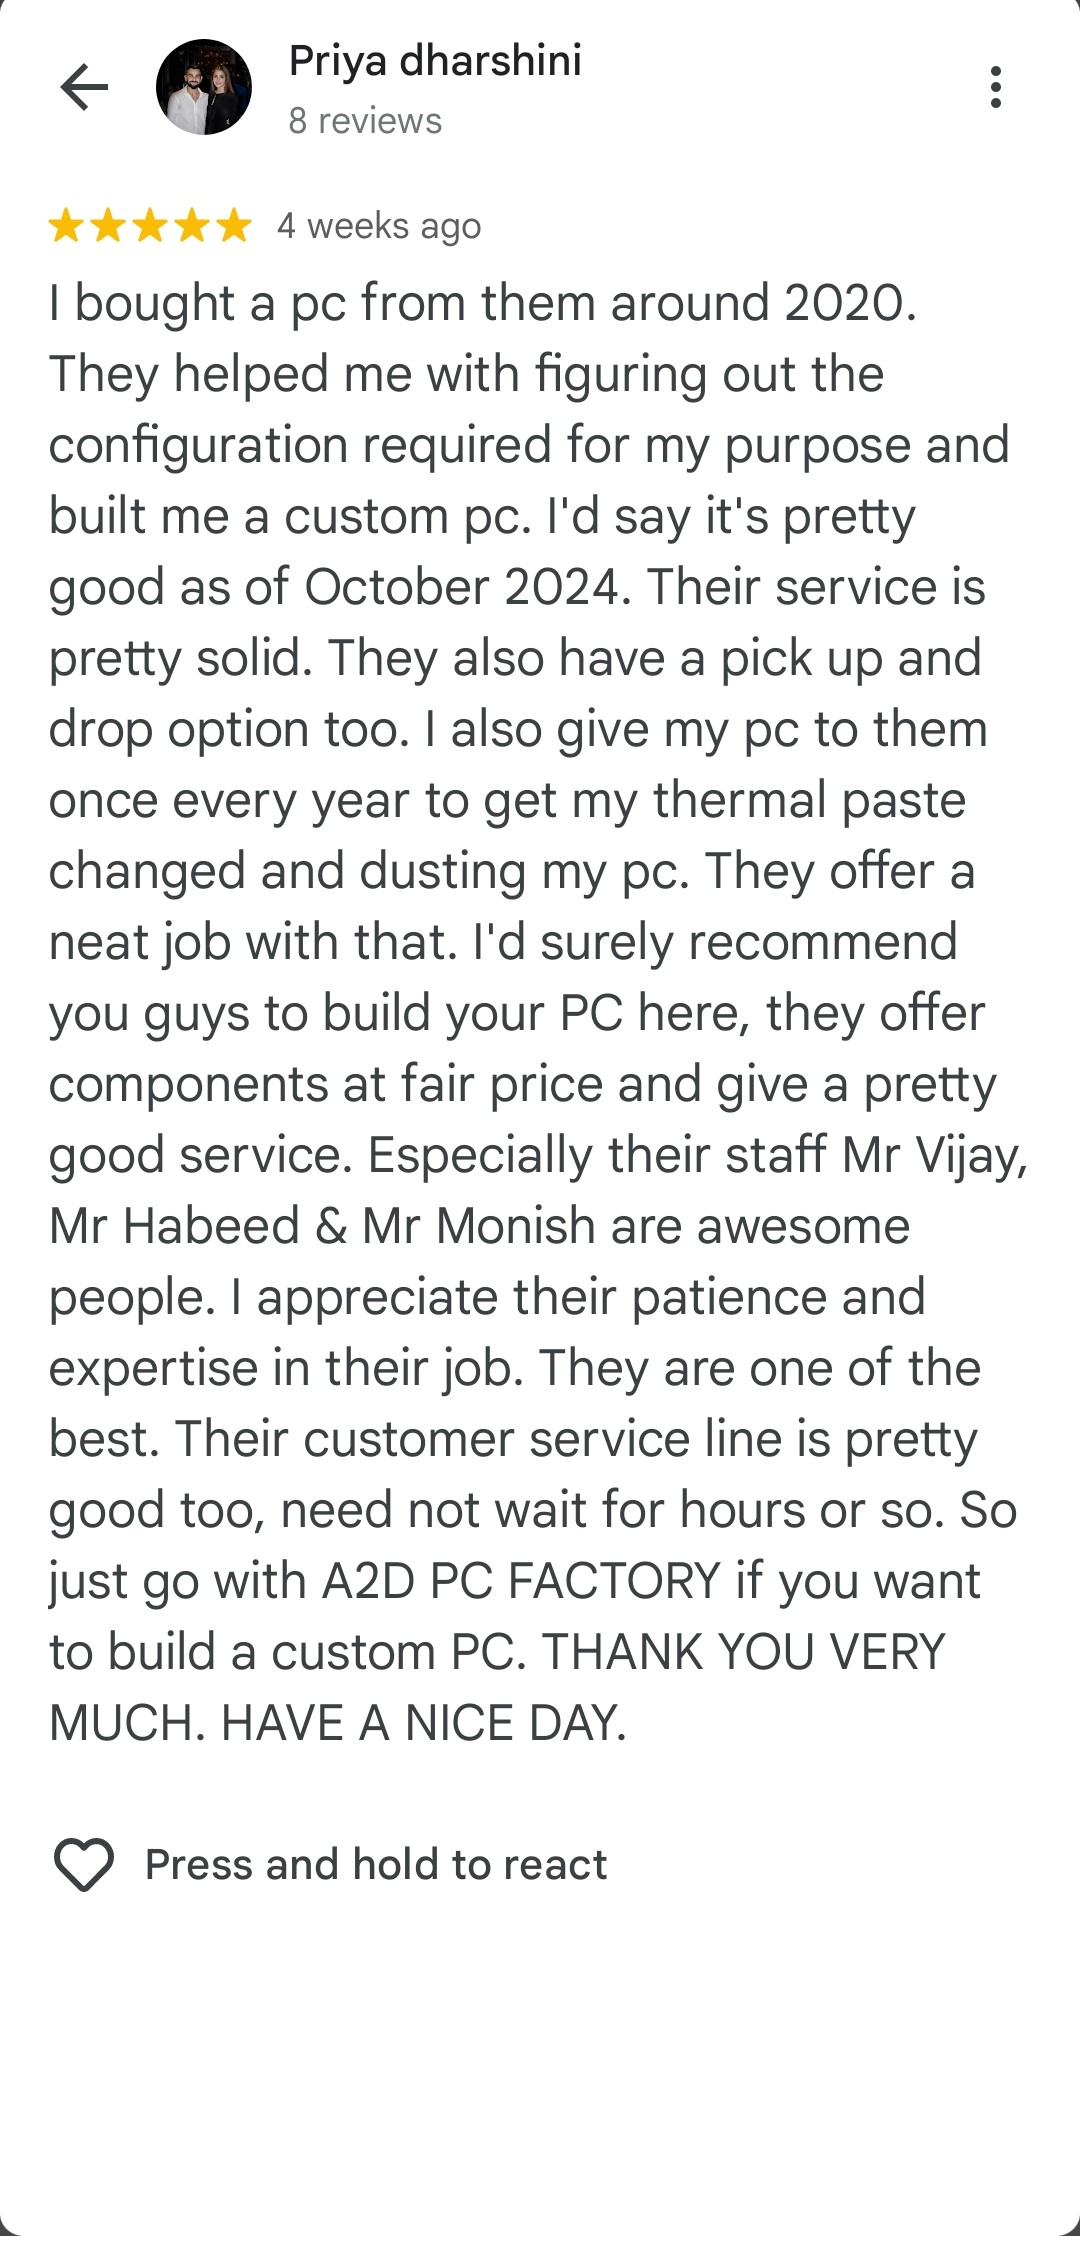 Priya dharshini
8 reviews
4 weeks ago
I bought a pc from them around 2020.
They helped me with figuring out the
configuration required for my purpose and
built me a custom pc. I'd say it's pretty
good as of October 2024. Their service is
pretty solid. They also have a pick up and
drop option too. I also give my pc to them
once every year to get my thermal paste
changed and dusting my pc. They offer a
neat job with that. I'd surely recommend
you guys to build your PC here, they offer
components at fair price and give a pretty
good service. Especially their staff Mr Vijay,
Mr Habeed & Mr Monish are awesome
people. I appreciate their patience and
expertise in their job. They are one of the
best. Their customer service line is pretty
good too, need not wait for hours or so. So
just go with A2D PC FACTORY if you want
to build a custom PC. THANK YOU VERY
MUCH. HAVE A NICE DAY.
Press and hold to react